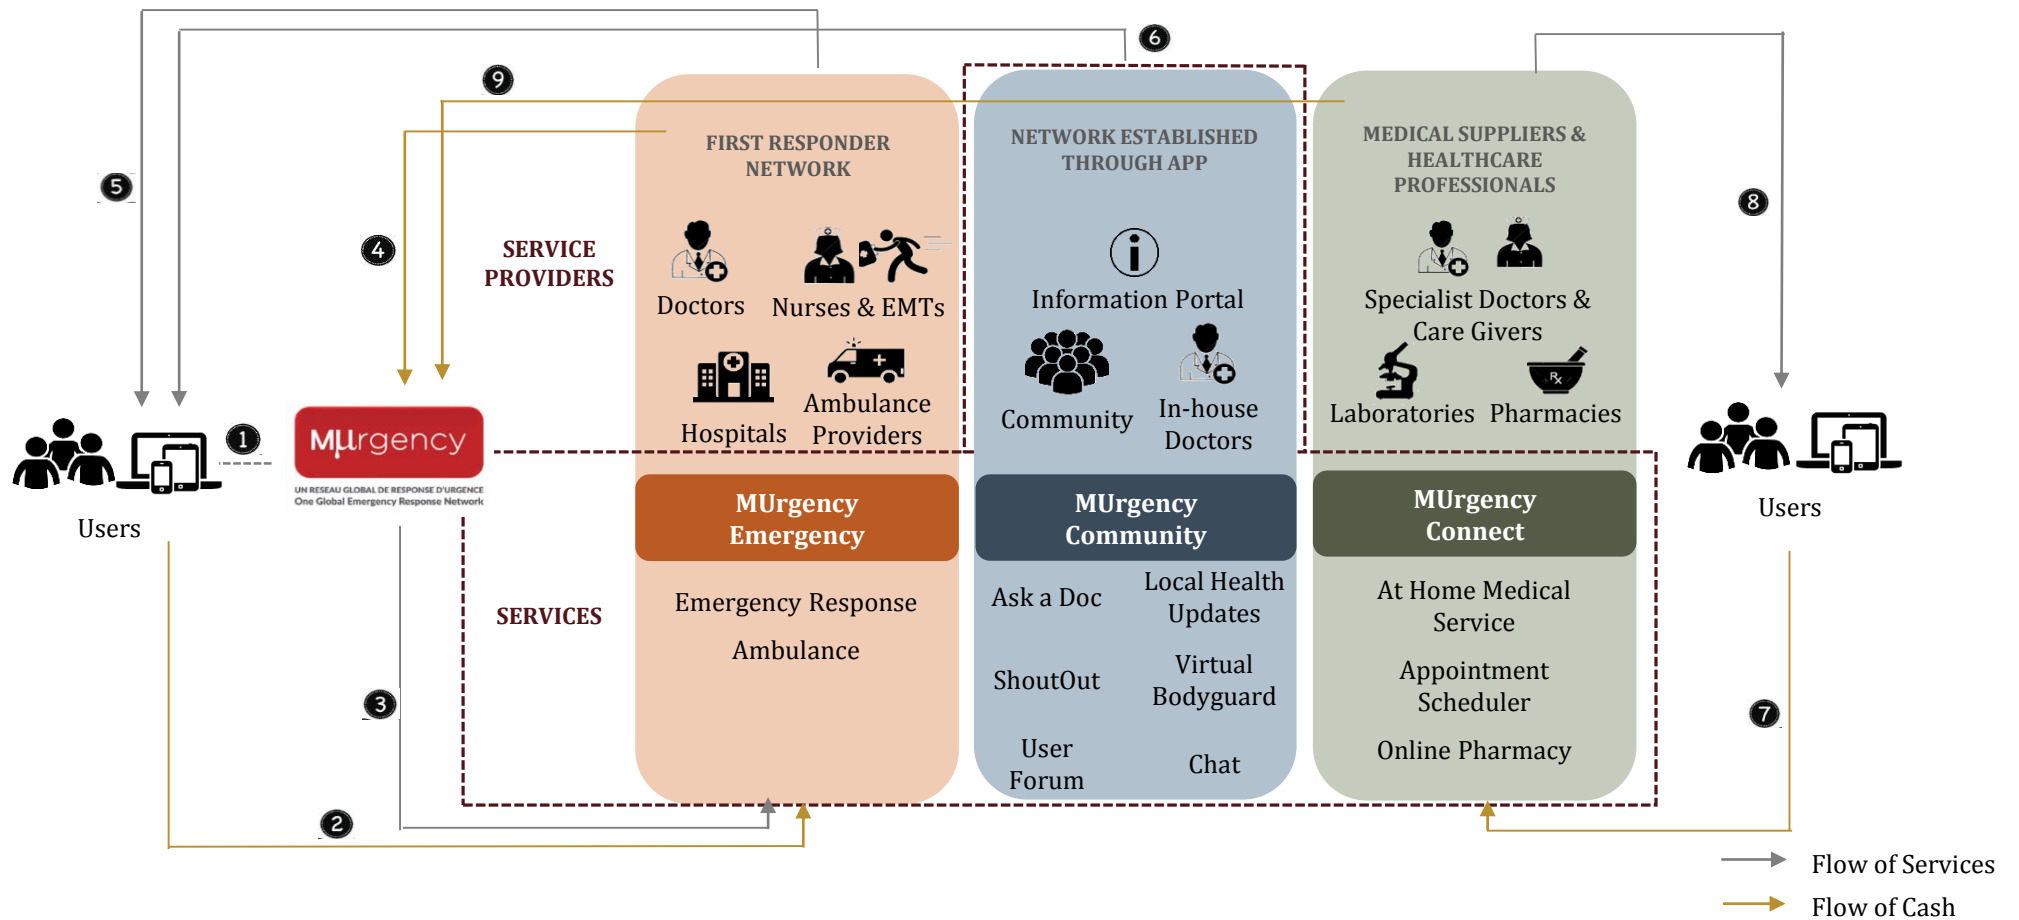 6
9
5
8
4
1
3
7
2
FIRST RESPONDER
NETWORK
NETWORK ESTABLISHED
THROUGH APP
MEDICAL SUPPLIERS &
HEALTHCARE
PROFESSIONALS
SERVICE
PROVIDERS
Doctors
Nurses & EMTs
Hospitals
Ambulance
Providers
Information Portal
Community
In-house
Doctors
Specialist Doctors &
Care Givers
Laboratories
Rx
Pharmacies
Users
MUrgency
UN RESEAU GLOBAL DE RESPONSE D'URGENCE
One Global Emergency Response Network
Users
MUrgency
Emergency
MUrgency
Community
MUrgency
Connect
SERVICES
Emergency Response
Ambulance
Ask a Doc
Local Health
Updates
ShoutOut
Virtual
Bodyguard
User
Forum
Chat
At Home Medical
Service
Appointment
Scheduler
Online Pharmacy
Flow of Services
Flow of Cash